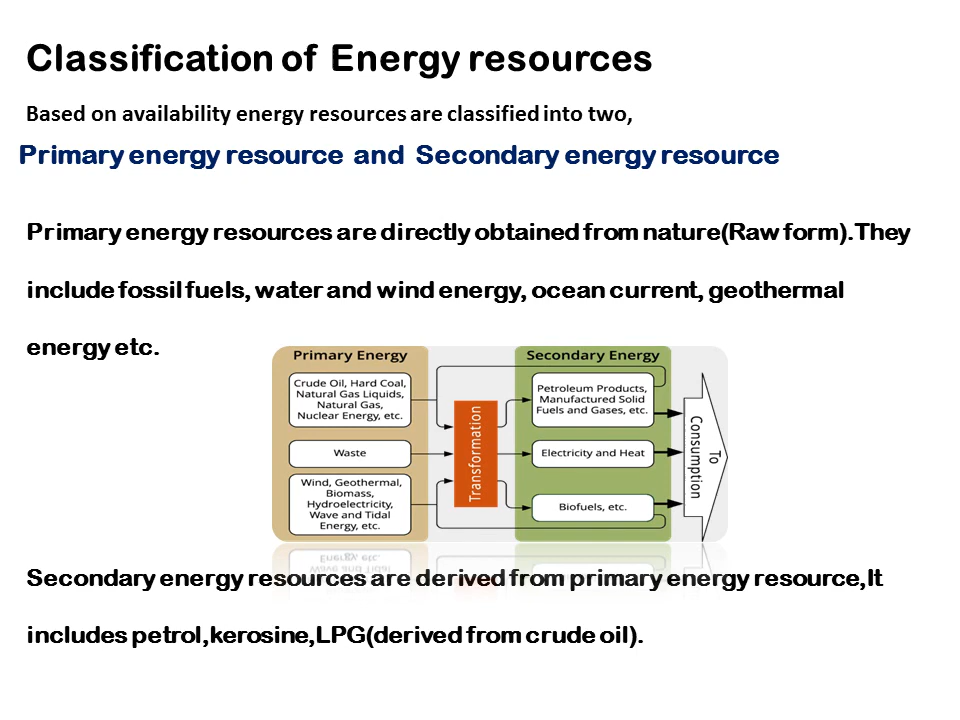 Classification of Energy resources
Based on availability energy resources are classified into two,
Primary energy resource and Secondary energy resource
Primary energy resources are directly obtained from nature(Raw form).They
include fossil fuels, water and wind energy, ocean current, geothermal
energy etc.
Primary Energy
Secondary Energy
Crude Oil, Hard Coal,
Natural Gas Liquids,
Natural Gas,
Nuclear Energy, etc.
Waste
Wind, Geothermal,
Biomass,
Hydroelectricity,
Wave and Tidal
Energy, etc.
Transformation
Petroleum Products,
Manufactured Solid
Fuels and Gases, etc.
Electricity and Heat
Biofuels, etc.
To
Consumption
Energy, etc.
Wave and Tidal
Secondary energy resources are derived from primary energy resource,It
includes petrol,kerosine,LPG(derived from crude oil).